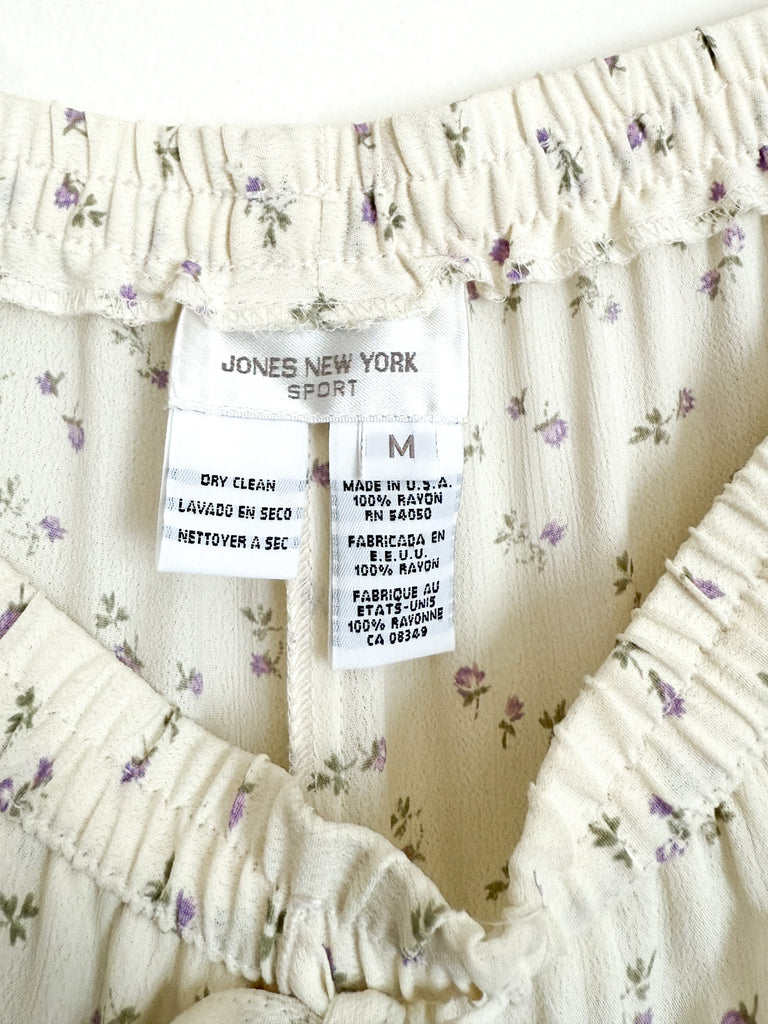 JONES NEW YORK
SPORT
M
DRY CLEAN
LAVADO EN SECO
NETTOYER A SEC
MADE IN U.S.A.
100% RAYON
RN 54050
FABRICADA EN
E.E.U.U.
100% RAYON
FABRIQUE AU
ETATS-UNIS
100% RAYONNE
CA 08349